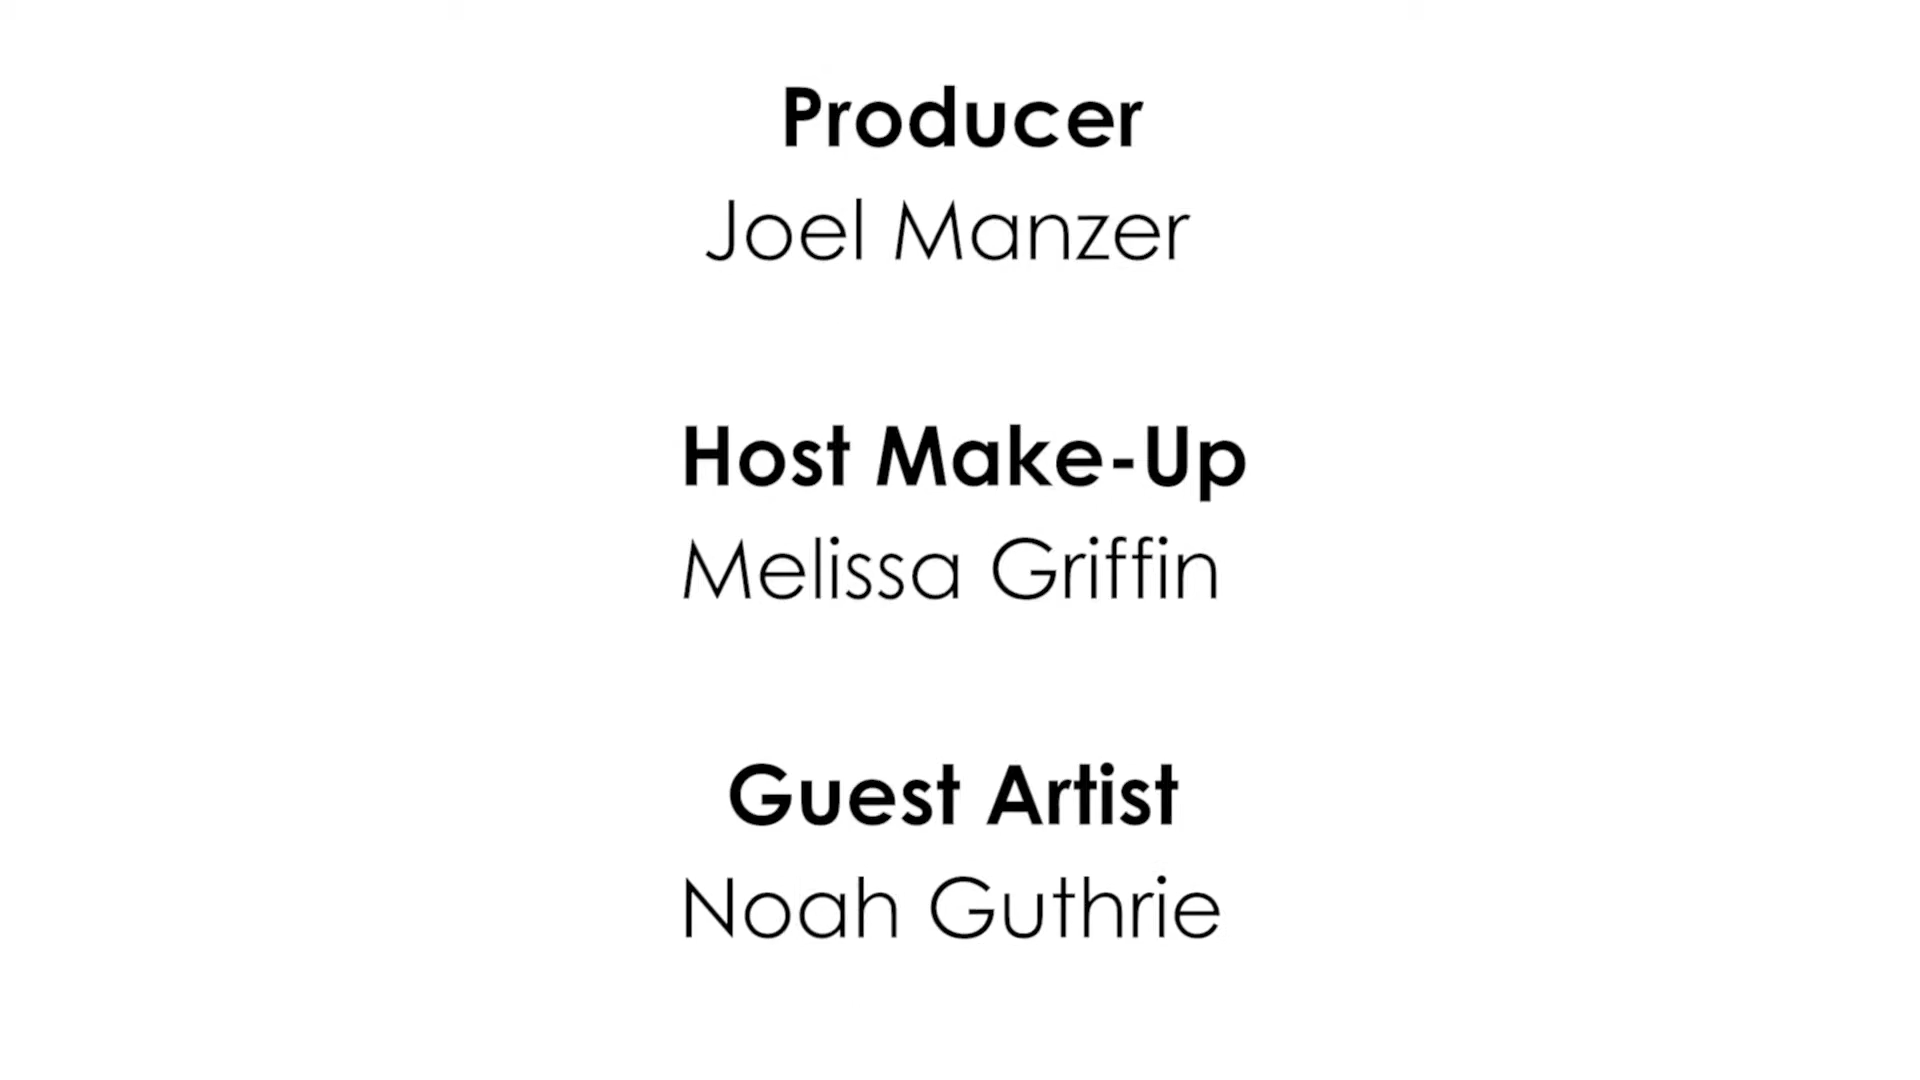 Producer
Joel Manzer
Host Make-Up
Melissa Griffin
Guest Artist
Noah Guthrie